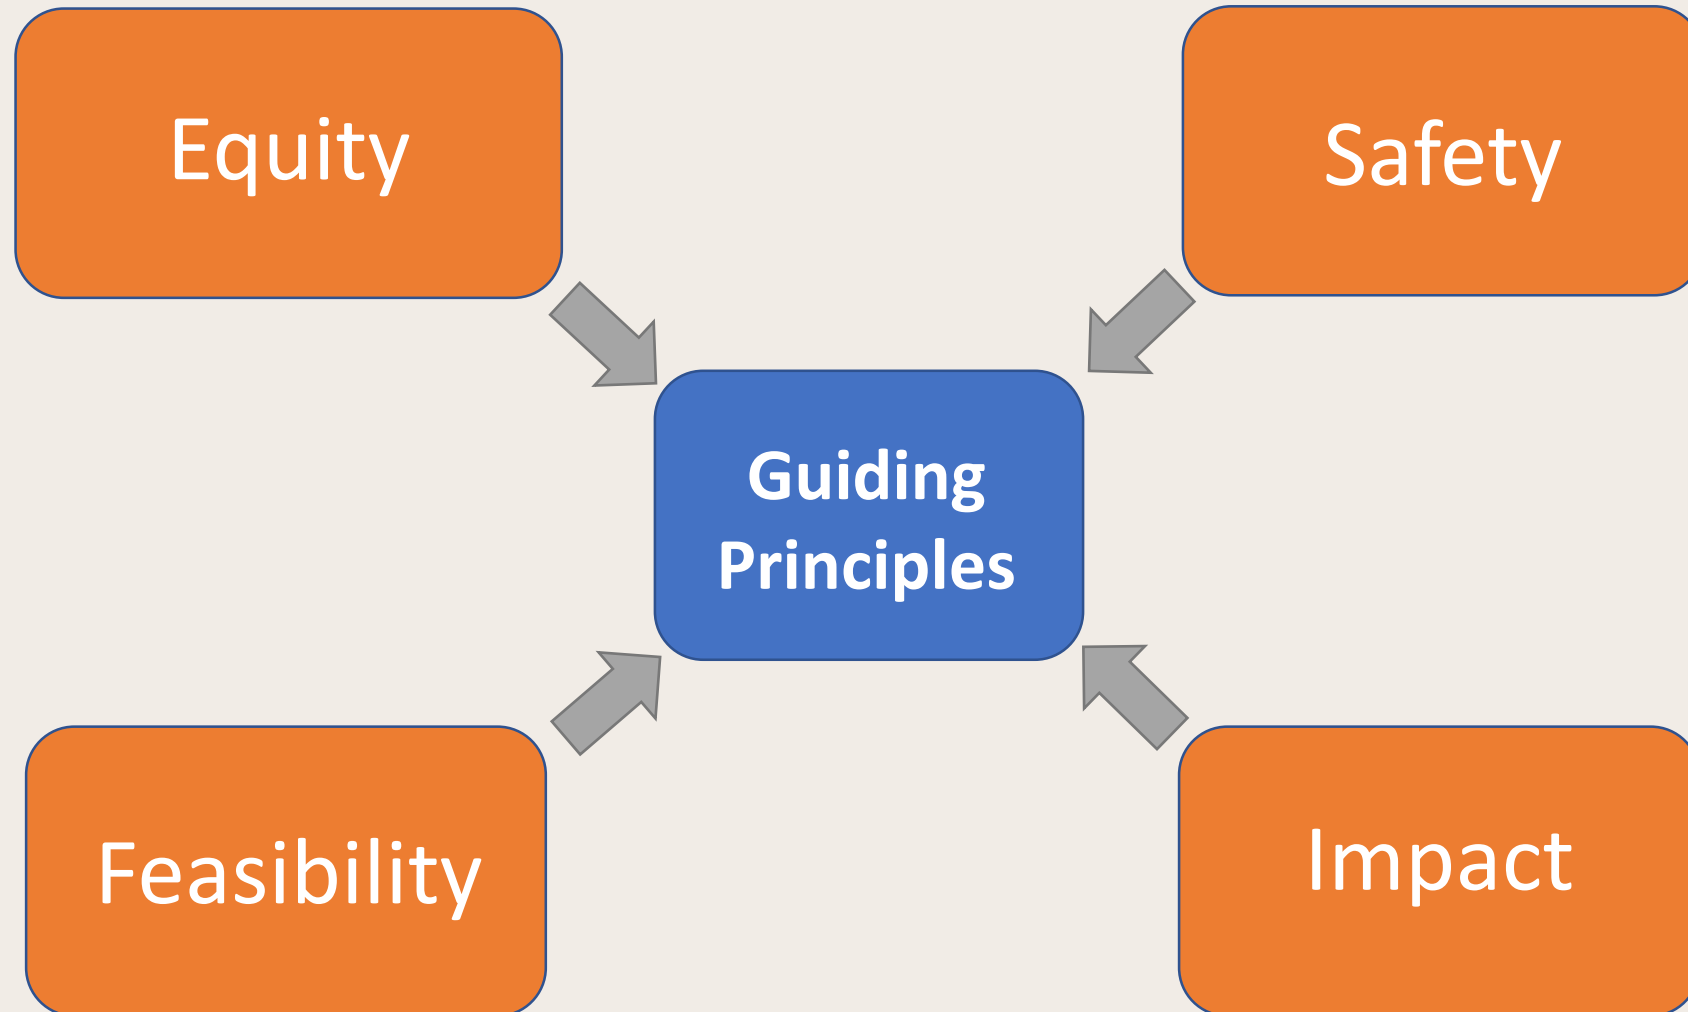 Equity
Safety
Guiding
Principles
Feasibility
Impact